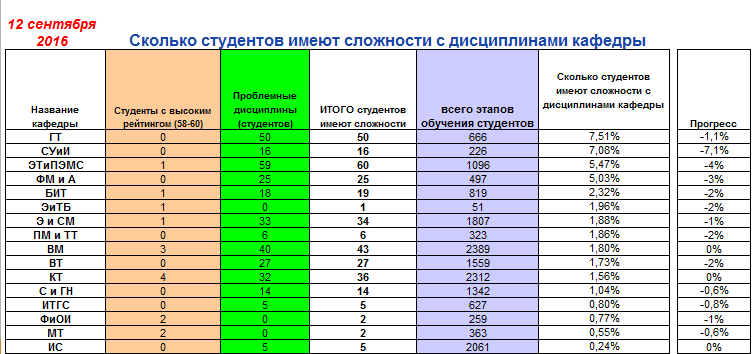 12 сентября
2016
Сколько студентов имеют сложности с дисциплинами кафедры
Название кафедры | Студенты с высоким рейтингом (58-60) | Проблемные дисциплины (студентов) | ИТОГО студентов имеют сложности | всего этапов обучения студентов | Сколько студентов имеют сложности с дисциплинами кафедры | Прогресс
ГТ 0 50 50 666 7,51% -1,1%
СУиИ 0 16 16 226 7,08% -7,1%
ЭТиПЭМС 1 59 60 1096 5,47% -4%
ФМ и А 0 25 25 497 5,03% -3%
БИТ 1 18 19 819 2,32% -2%
ЭиТБ 1 0 1 51 1,96% -2%
Э и СМ 1 33 34 1807 1,88% -1%
ПМ и ТТ 0 6 6 323 1,86% -2%
ВМ 3 40 43 2389 1,80% 0%
ВТ 0 27 27 1559 1,73% -2%
КТ 4 32 36 2312 1,56% 0%
С и ГН 0 14 14 1342 1,04% -0,6%
ИТГС 0 5 5 627 0,80% -0,8%
ФиОИ 2 0 2 259 0,77% -1%
МТ 2 0 2 363 0,55% -0,6%
ИС 0 5 5 2061 0,24% 0%